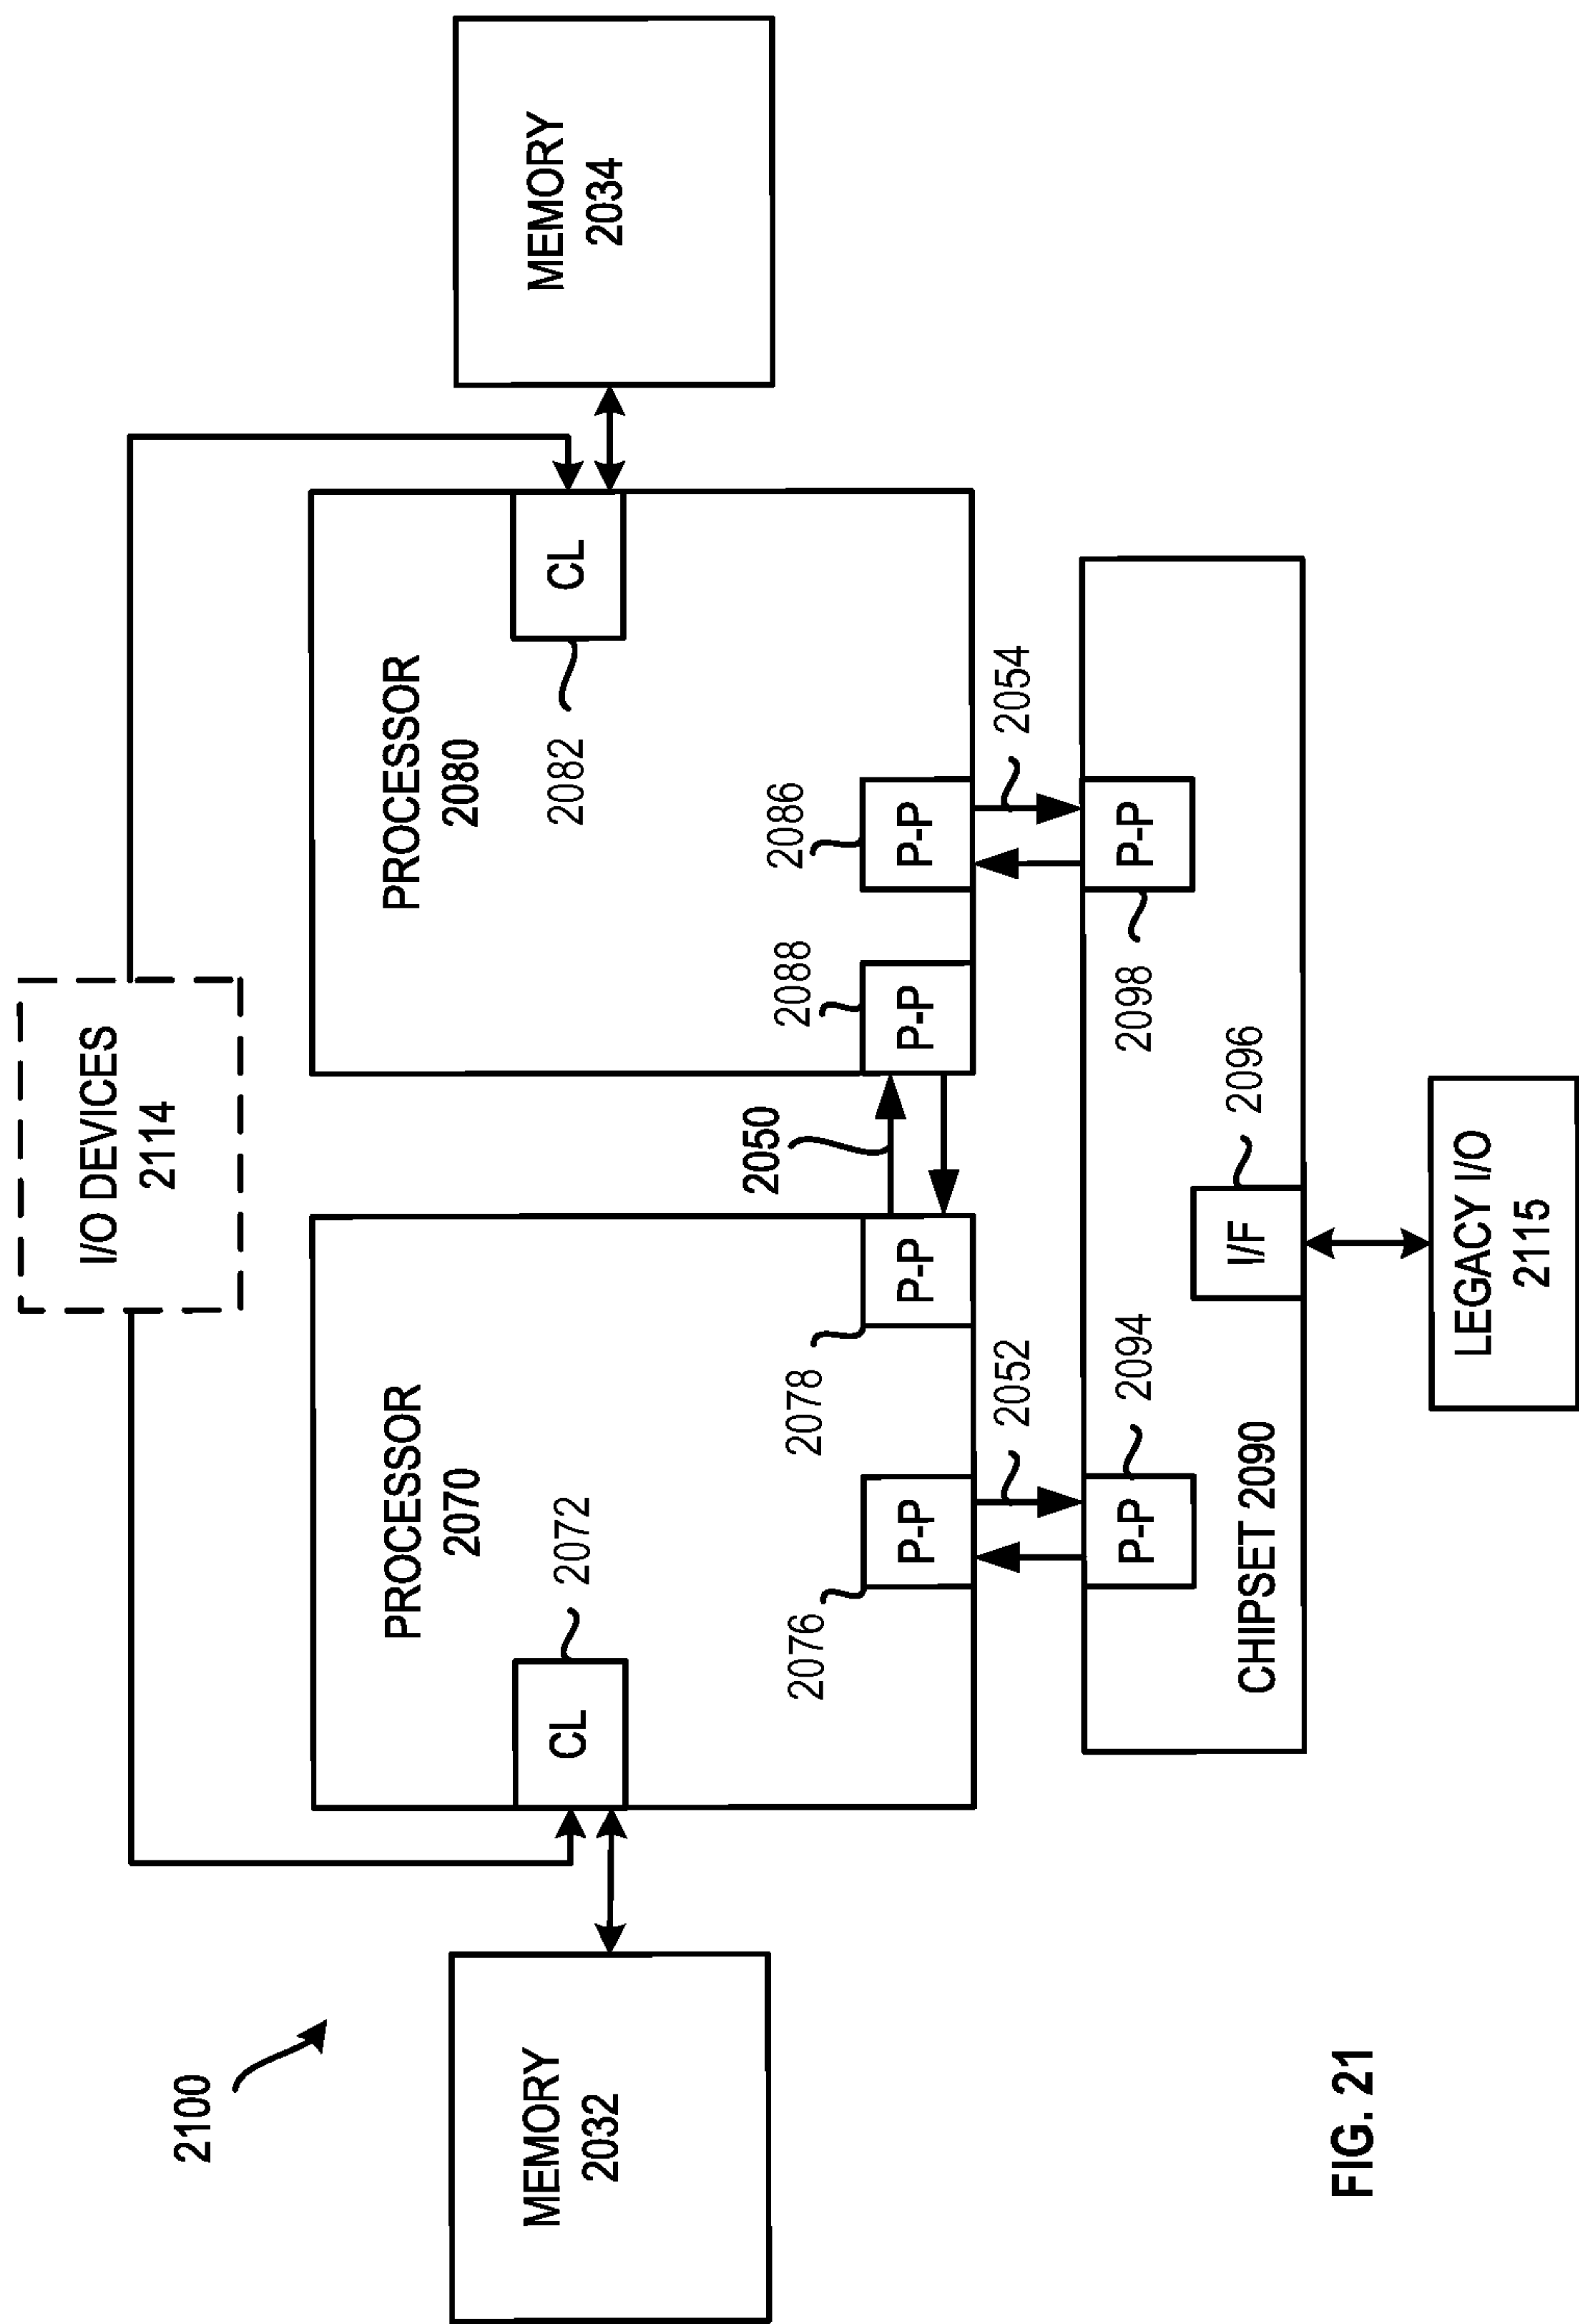 2100
I/O DEVICES
2114
MEMORY
2032
PROCESSOR
2070
CL
2072
2076
P-P
2078
P-P
2050
PROCESSOR
2080
CL
2082
2088
P-P
2086
P-P
MEMORY
2034
2052
2054
P-P
2094
P-P
2098
CHIPSET 2090
I/F
2096
LEGACY I/O
2115
FIG. 21